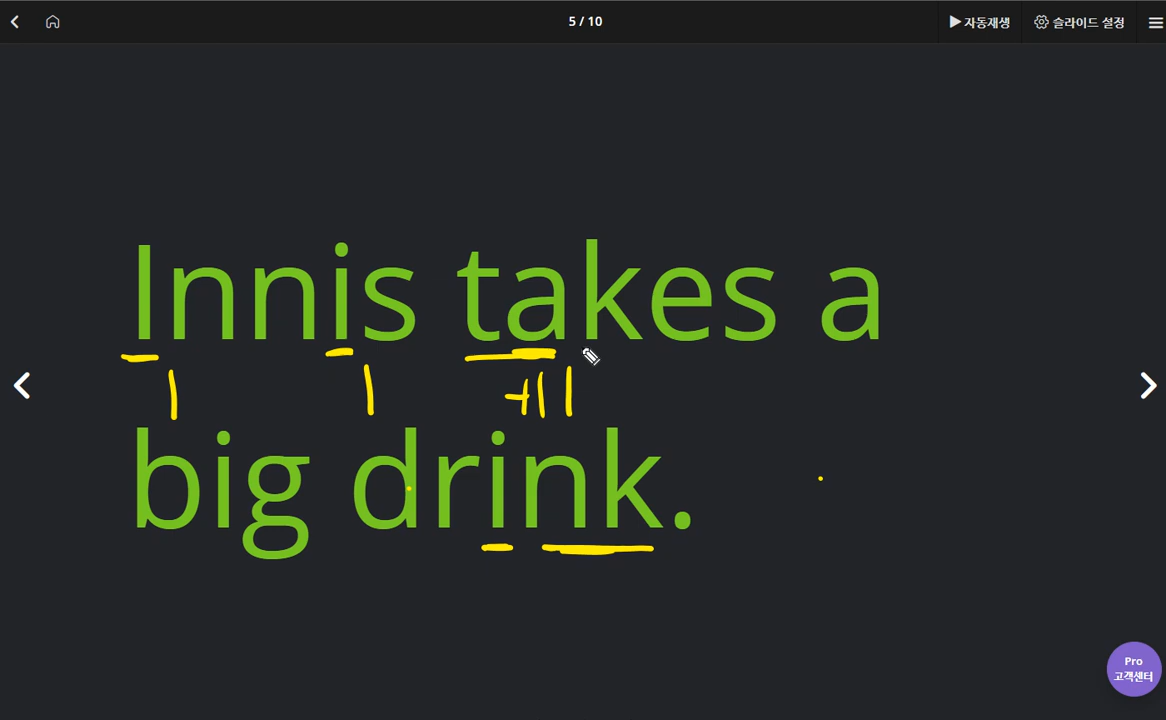 5 / 10
자동재생
슬라이드 설정
Innis takes a
ㅣ ㅣ ㅔㅣ
big drink.
Pro
고객센터